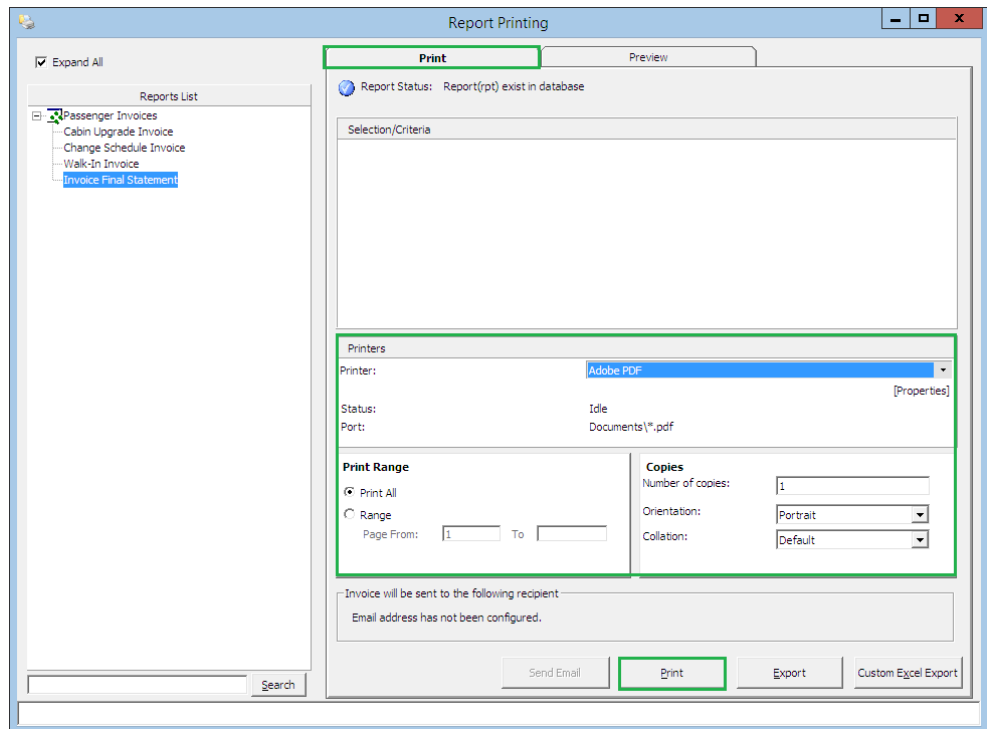 Report Printing
Expand All
Reports List
Passenger Invoices
Cabin Upgrade Invoice
Change Schedule Invoice
Walk-In Invoice
Invoice Final Statement
Search
Print
Preview
Report Status: Report(rpt) exist in database
Selection/Criteria
Printers
Printer: Adobe PDF
[Properties]
Status: Idle
Port: Documents\*.pdf
Print Range
Print All
Range
Page From: 1 To
Copies
Number of copies: 1
Orientation: Portrait
Collation: Default
Invoice will be sent to the following recipient
Email address has not been configured.
Send Email Print Export Custom Excel Export